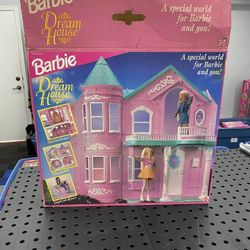 Barbie
Dream
House
A special world
for Barbie
and you!
Barbie
Dream
House
A special world
for Barbie
and you!